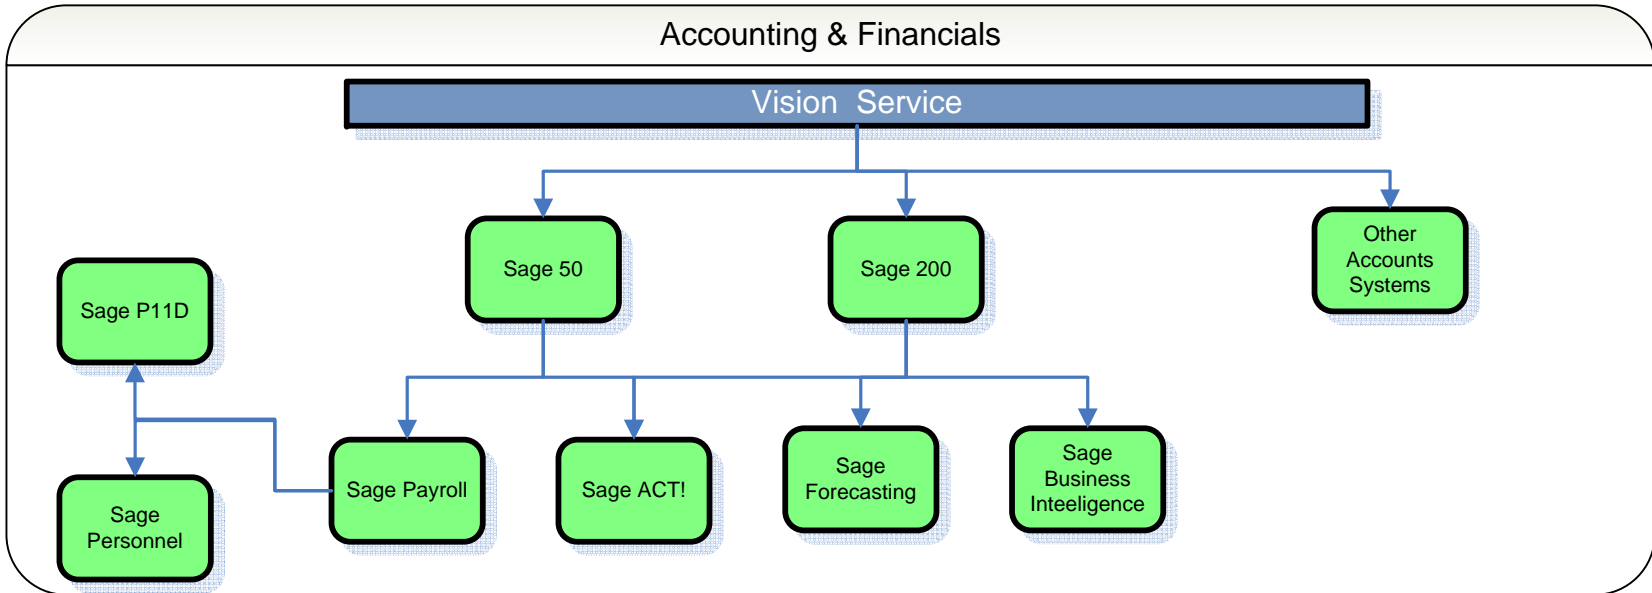 Accounting & Financials
Vision Service
Sage 50
Sage 200
Other
Accounts
Systems
Sage P11D
Sage Payroll
Sage ACT!
Sage
Forecasting
Sage
Business
Inteeligence
Sage
Personnel